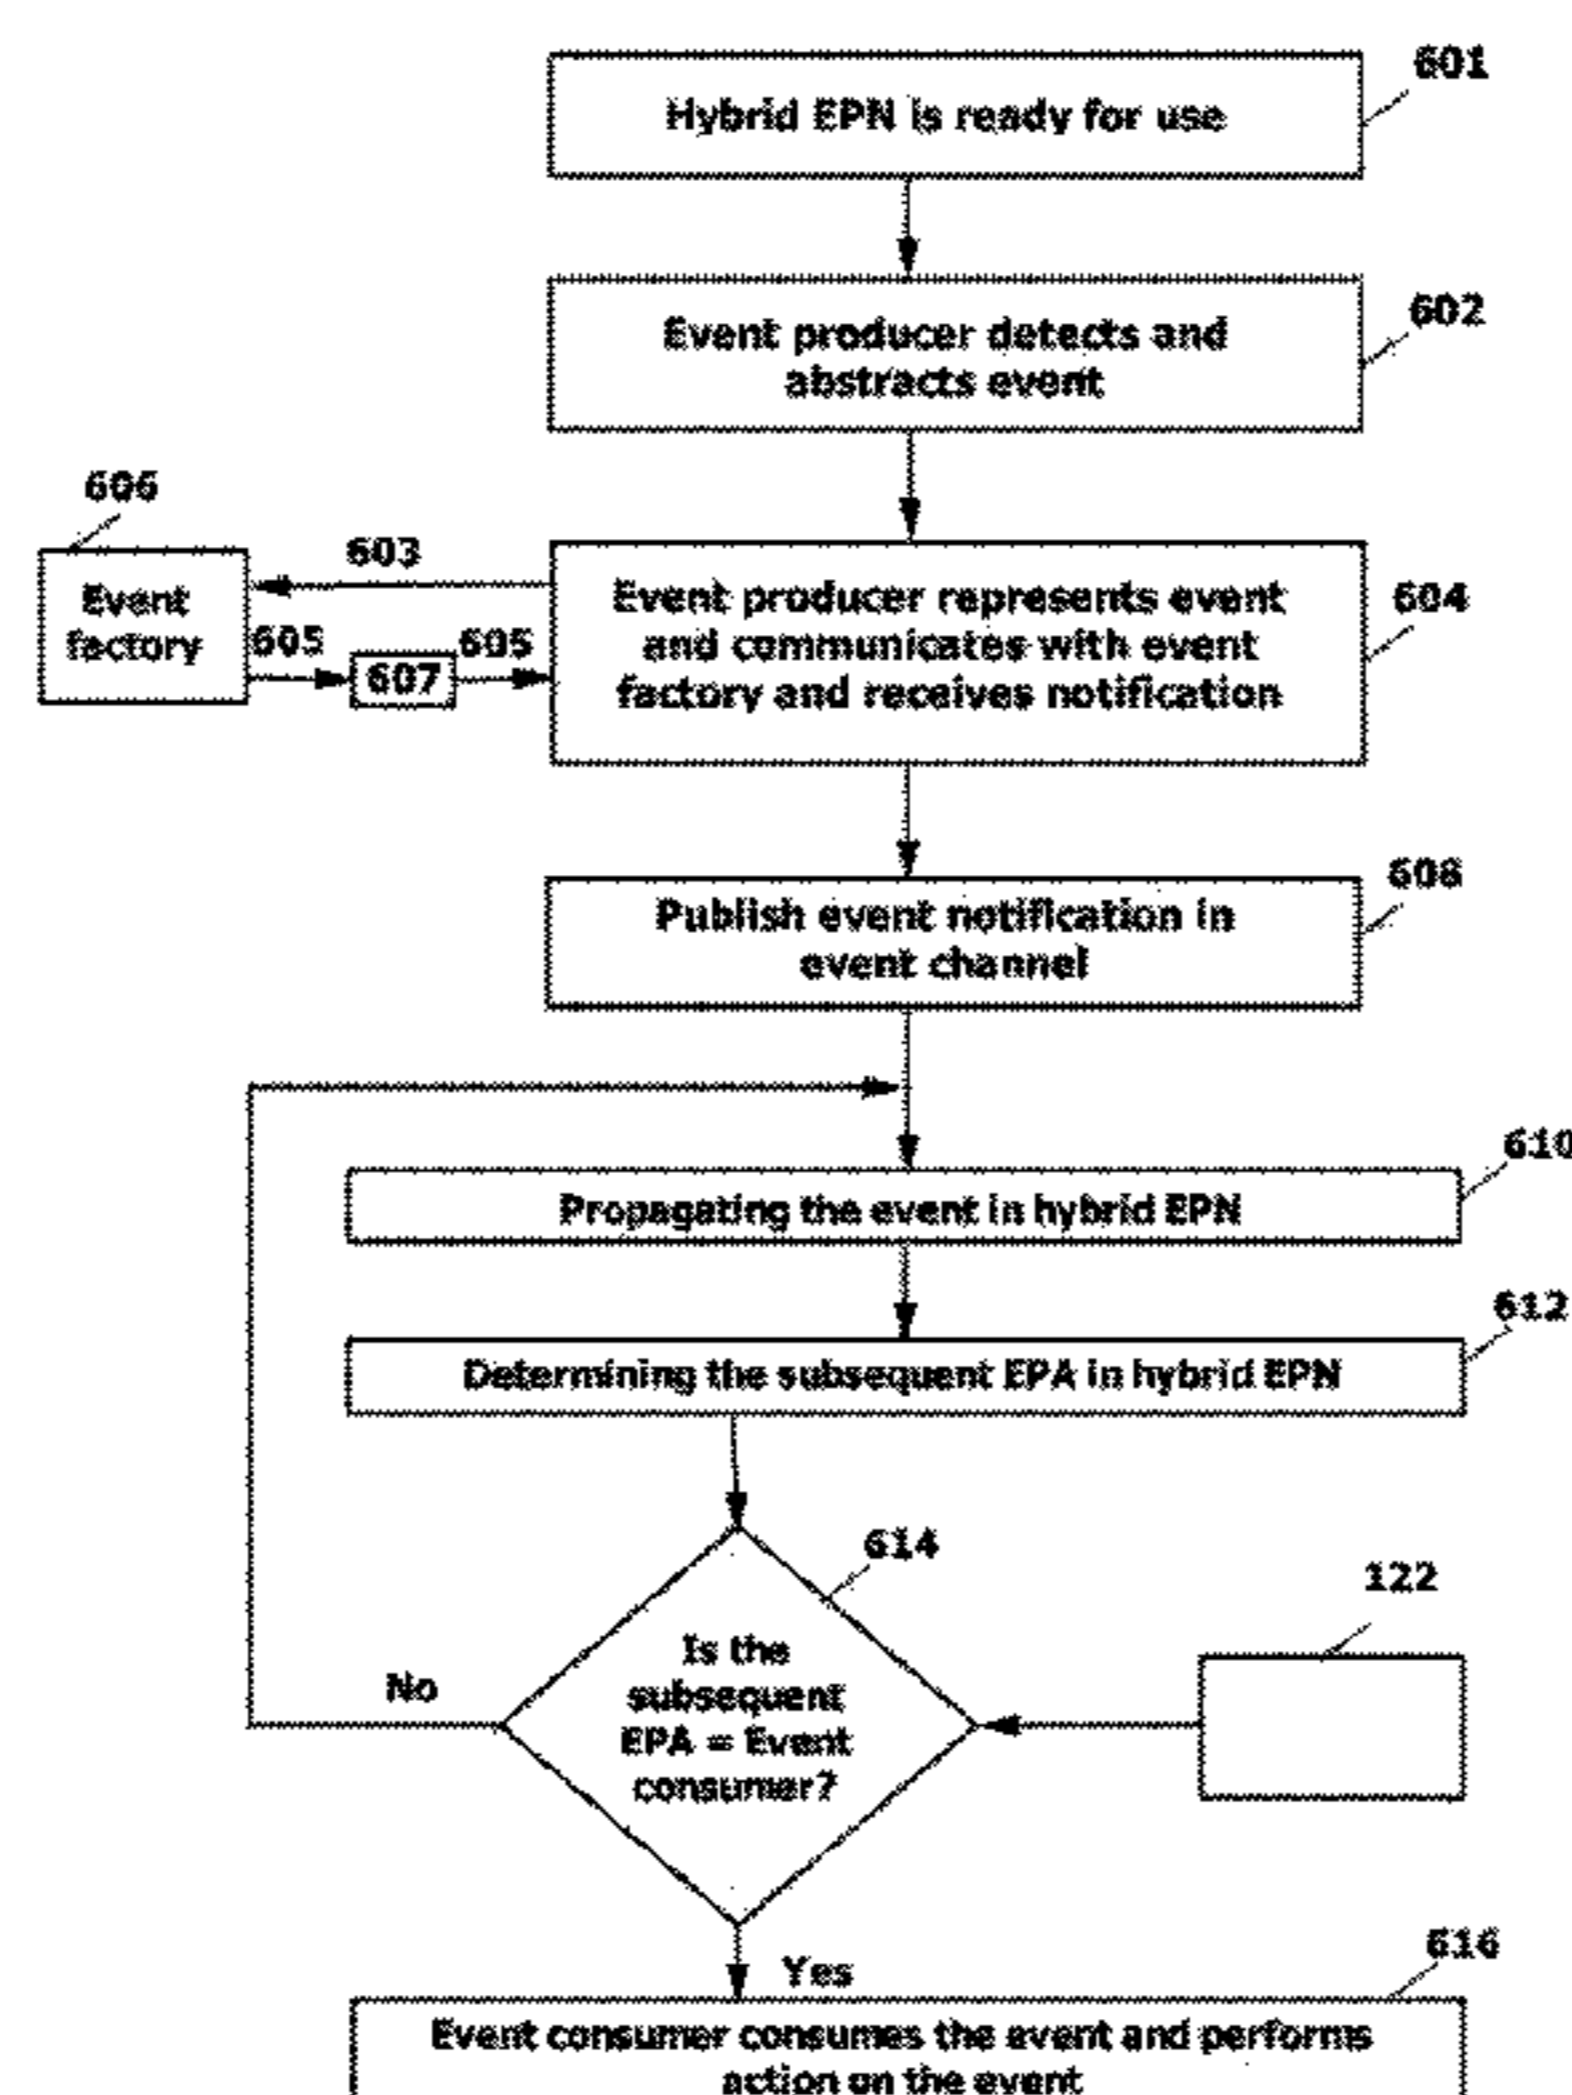 601
Hybrid EPN is ready for use
602
Event producer detects and
abstracts event
606
603
Event
factory
605
607
605
Event producer represents event
and communicates with event
factory and receives notification
604
608
Publish event notification in
event channel
610
Propagating the event in hybrid EPN
612
Determining the subsequent EPA in hybrid EPN
614
122
Is the
subsequent
EPA = Event
consumer?
No
Yes
616
Event consumer consumes the event and performs
action on the event